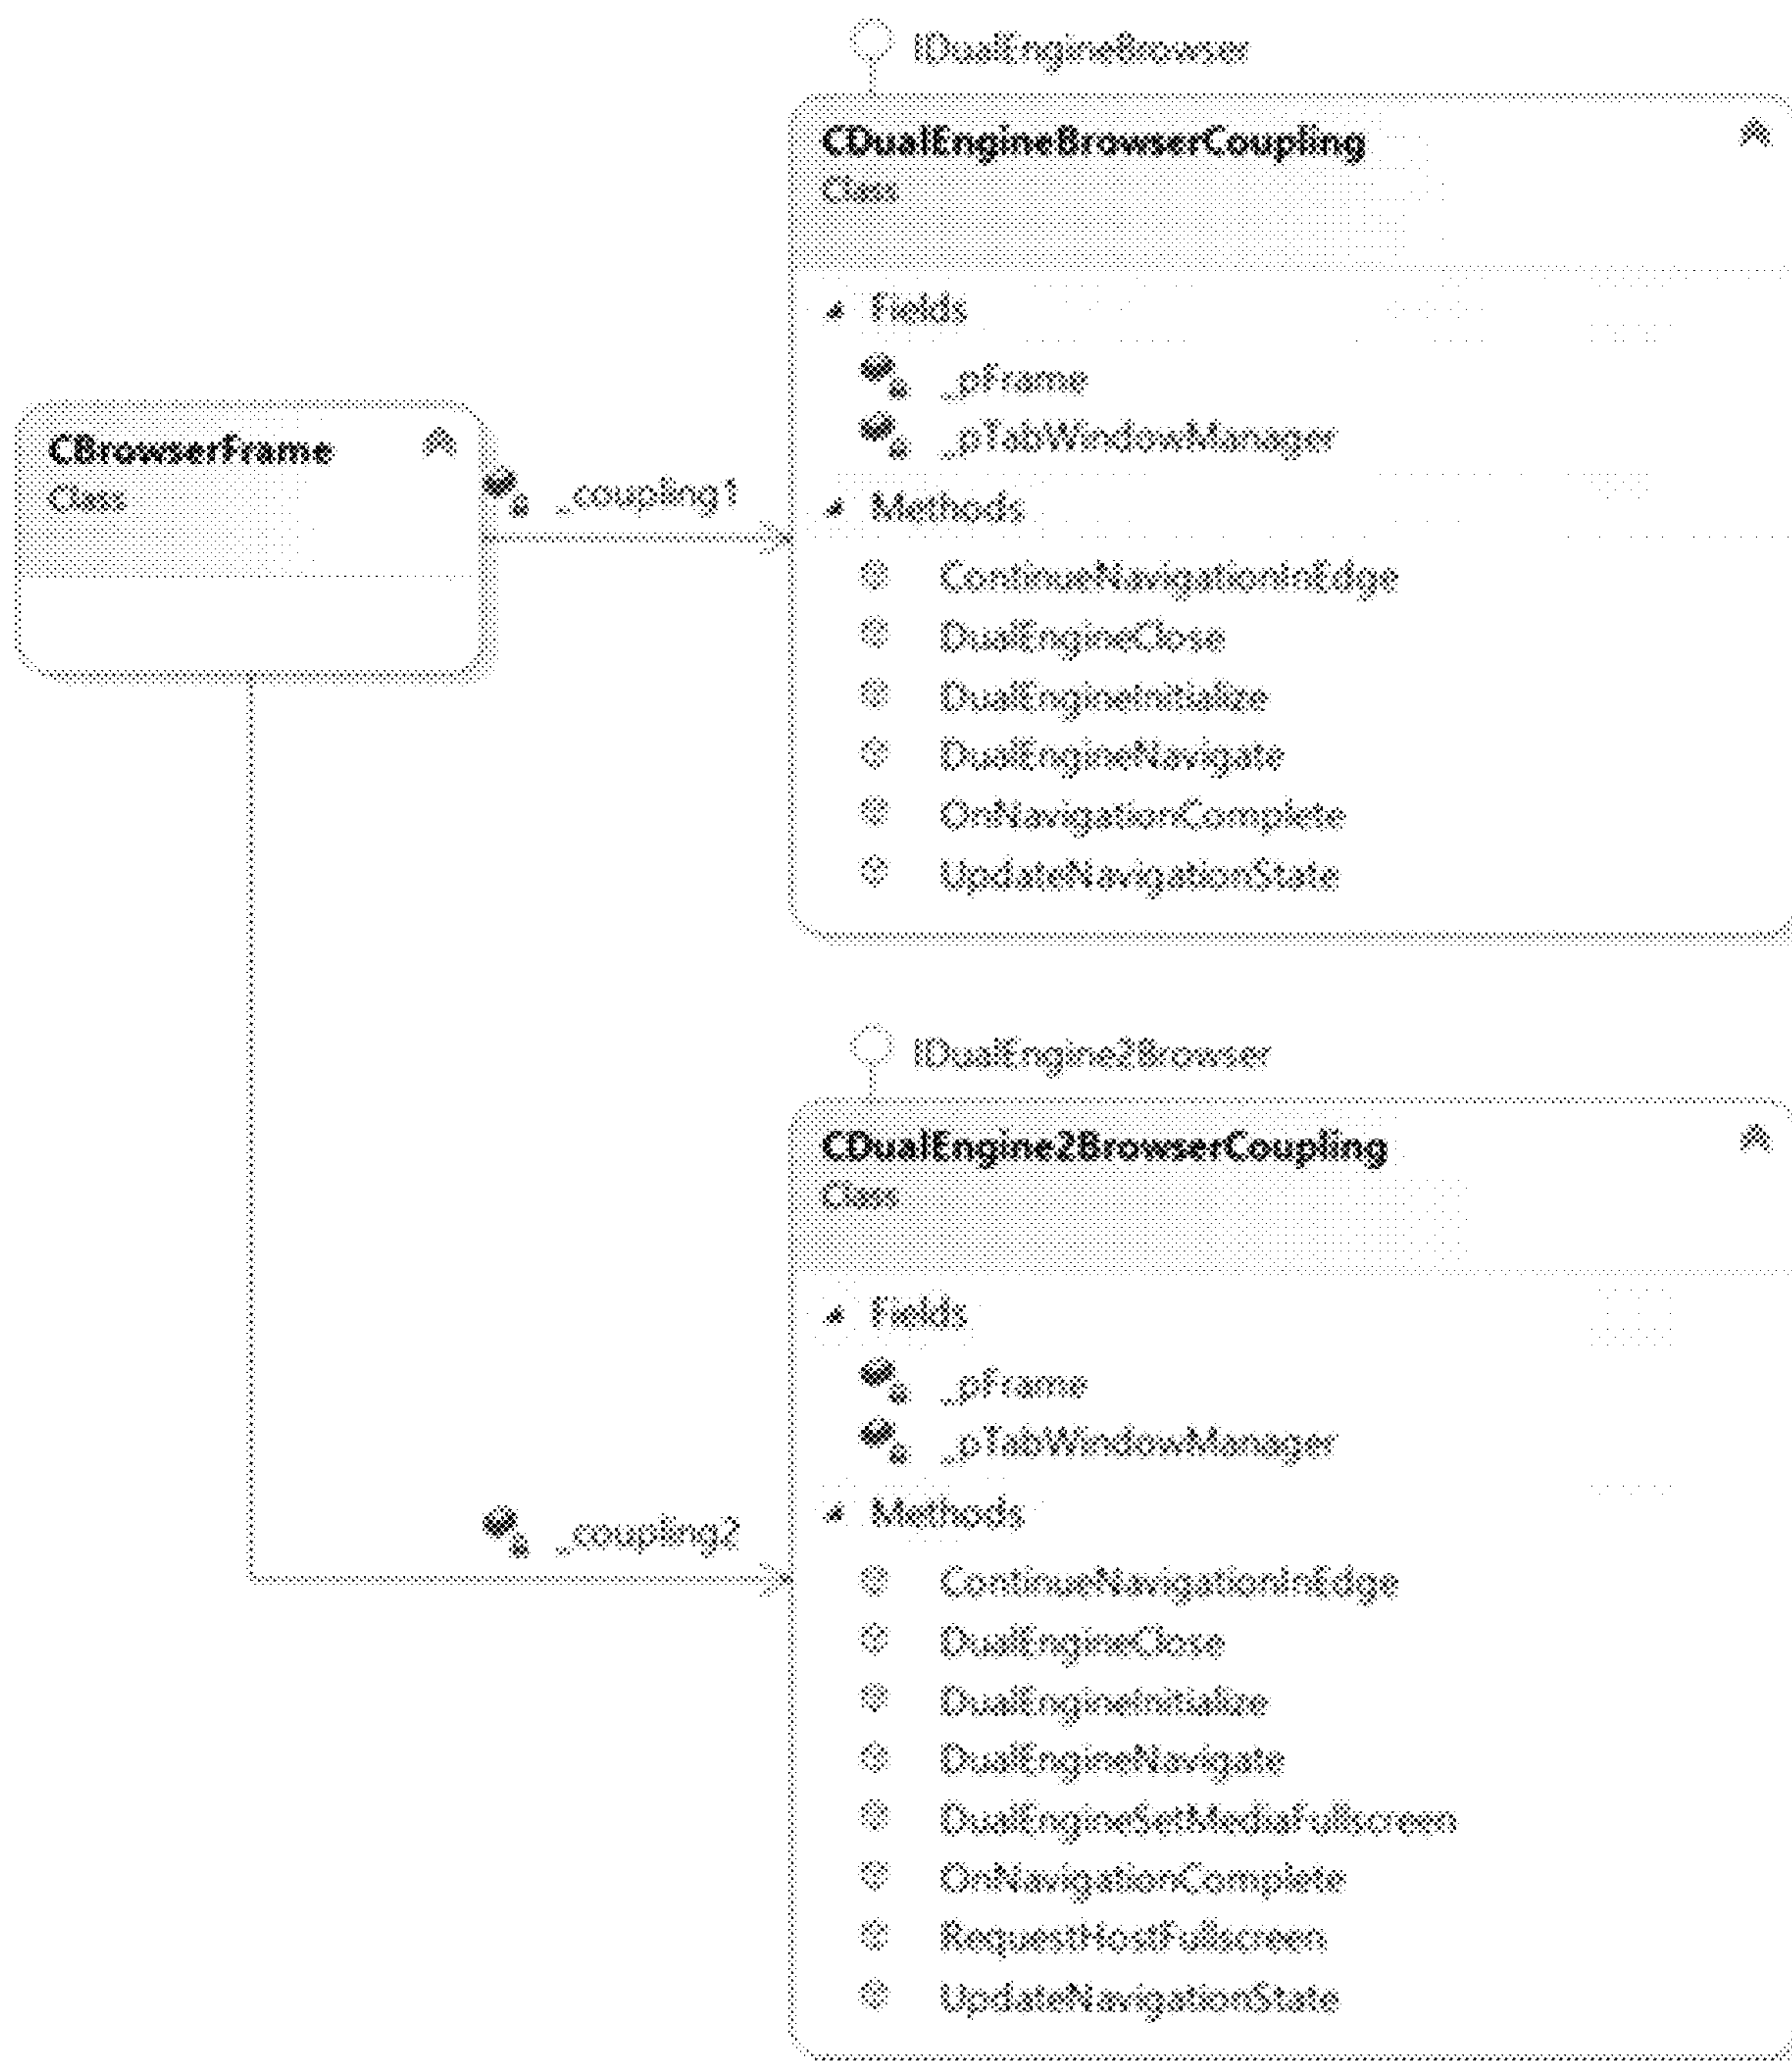 IDualEngineBrowser
CDualEngineBrowserCoupling
Class
Fields
_pFrame
_pTabWindowManager
Methods
ContinueNavigationInEdge
DualEngineClose
DualEngineInitialize
DualEngineNavigate
OnNavigationComplete
UpdateNavigationState
CBrowserFrame
Class
_coupling1
IDualEngine2Browser
CDualEngine2BrowserCoupling
Class
Fields
_pFrame
_pTabWindowManager
Methods
ContinueNavigationInEdge
DualEngineClose
DualEngineInitialize
DualEngineNavigate
DualEngineSetMediaFullscreen
OnNavigationComplete
RequestHostFullscreen
UpdateNavigationState
_coupling2